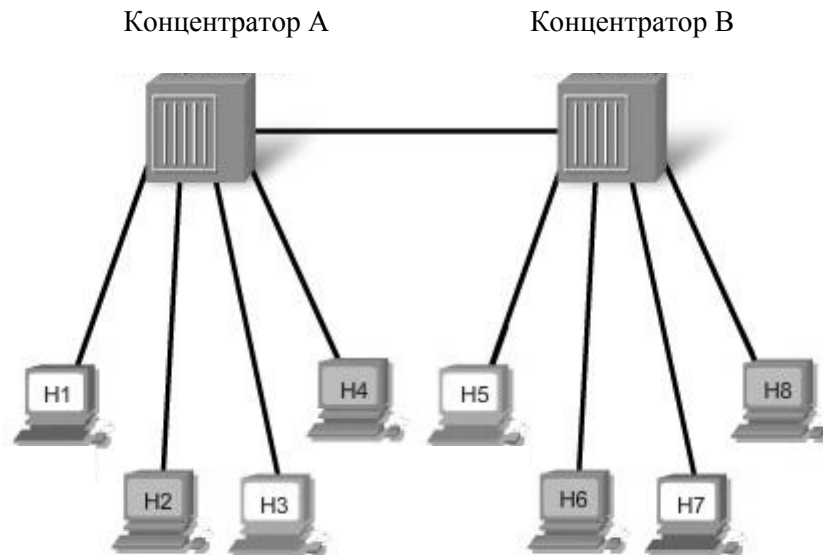 Концентратор А
Концентратор В
H1
H2
H3
H4
H5
H6
H7
H8